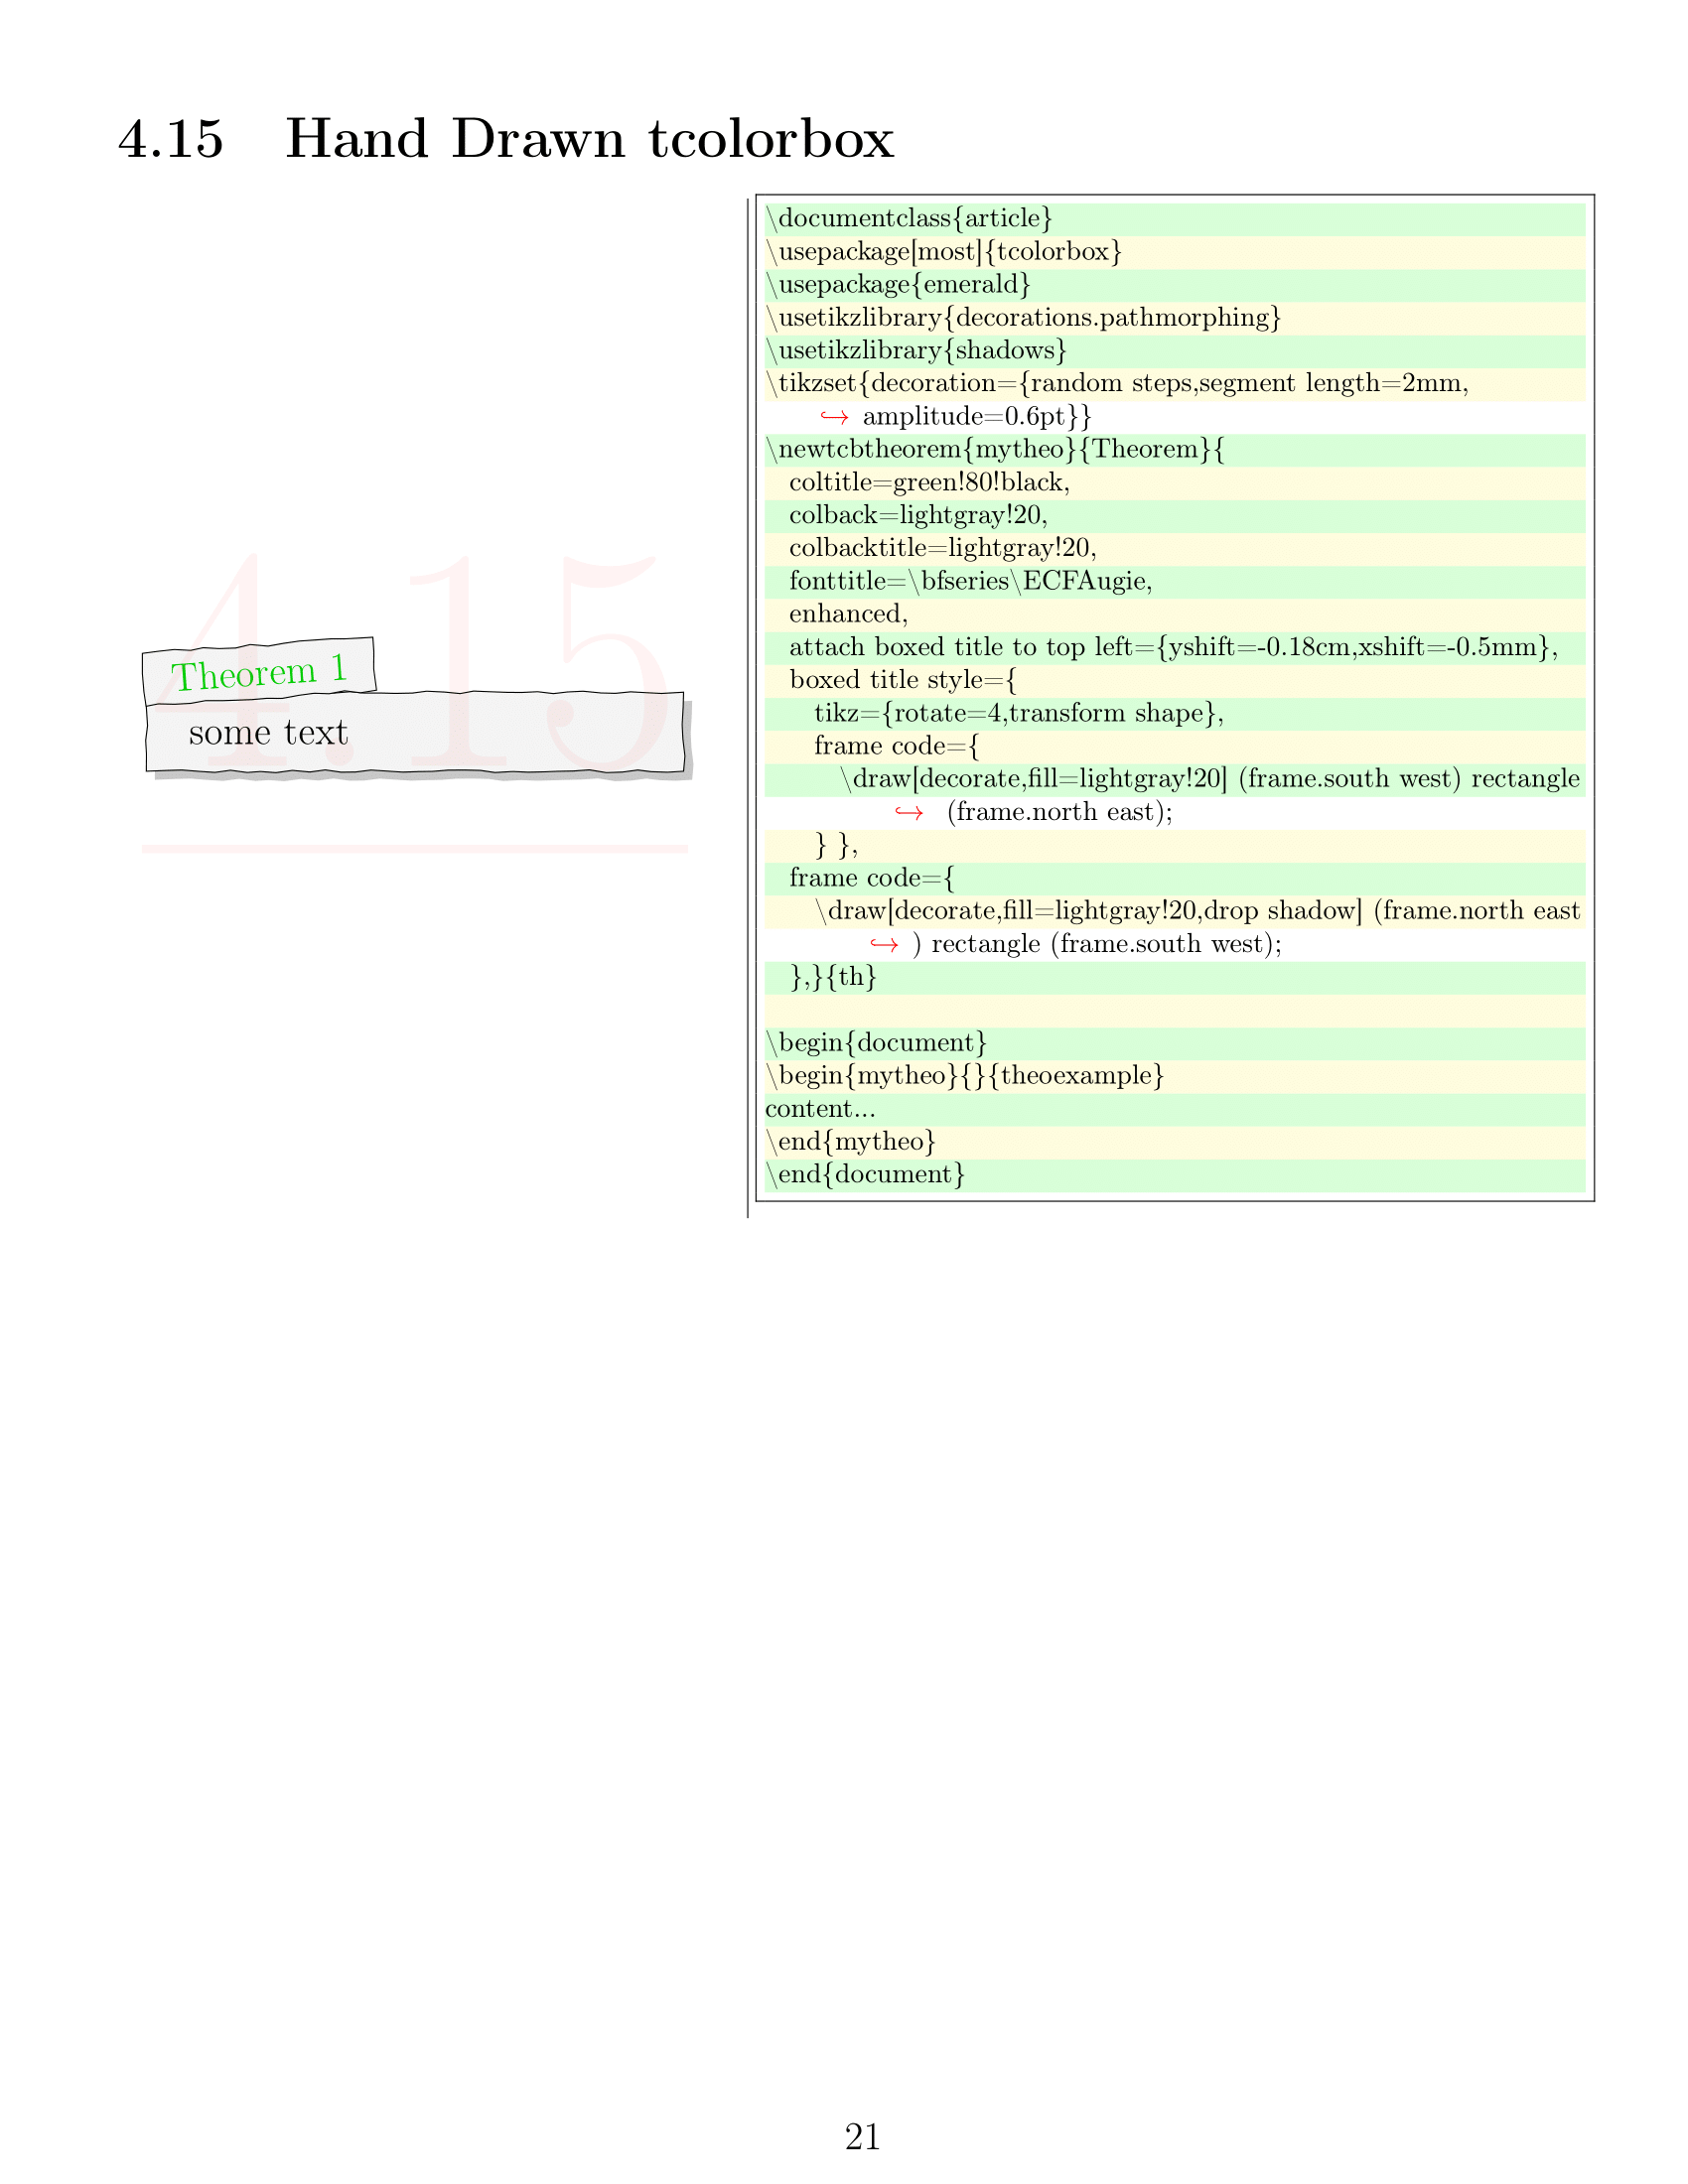 4.15 Hand Drawn tcolorbox
4.15
Theorem 1
some text
\documentclass{article}
\usepackage[most]{tcolorbox}
\usepackage{emerald}
\usetikzlibrary{decorations.pathmorphing}
\usetikzlibrary{shadows}
\tikzset{decoration={random steps,segment length=2mm,
↪ amplitude=0.6pt}}
\newtcbtheorem{mytheo}{Theorem}{
coltitle=green!80!black,
colback=lightgray!20,
colbacktitle=lightgray!20,
fonttitle=\bfseries\ECFAugie,
enhanced,
attach boxed title to top left={yshift=-0.18cm,xshift=-0.5mm},
boxed title style={
tikz={rotate=4,transform shape},
frame code={
\draw[decorate,fill=lightgray!20] (frame.south west) rectangle
↪ (frame.north east);
} },
frame code={
\draw[decorate,fill=lightgray!20,drop shadow] (frame.north east
↪ ) rectangle (frame.south west);
},}{th}
\begin{document}
\begin{mytheo}{}{theoexample}
content...
\end{mytheo}
\end{document}
21